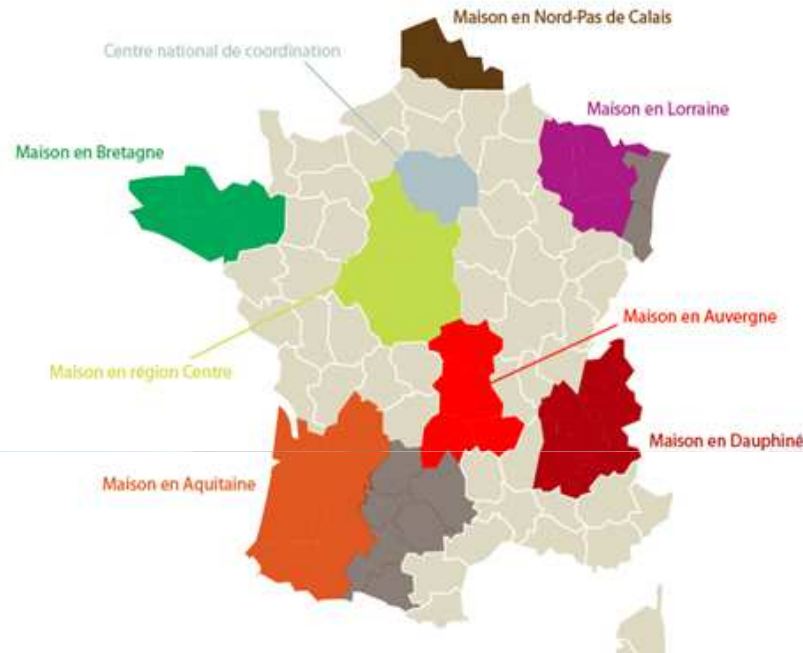 Maison en Nord-Pas de Calais
Centre national de coordination
Maison en Lorraine
Maison en Bretagne
Maison en Auvergne
Maison en région Centre
Maison en Dauphiné
Maison en Aquitaine